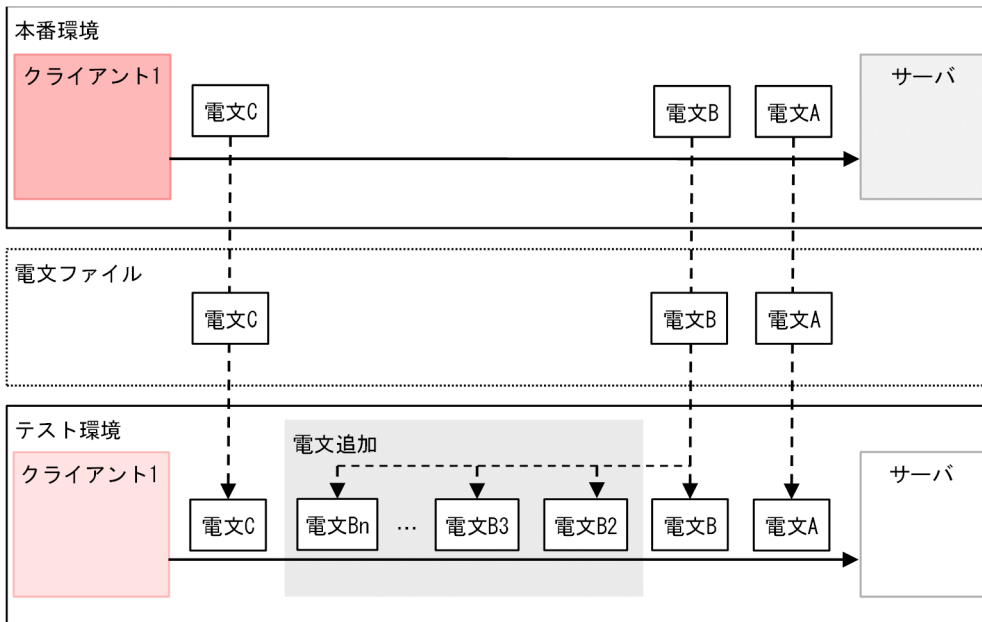 本番環境
クライアント1
電文C
電文B
電文A
サーバ
電文ファイル
電文C
電文B
電文A
テスト環境
クライアント1
電文追加
サーバ
電文C
電文Bn
…
電文B3
電文B2
電文B
電文A